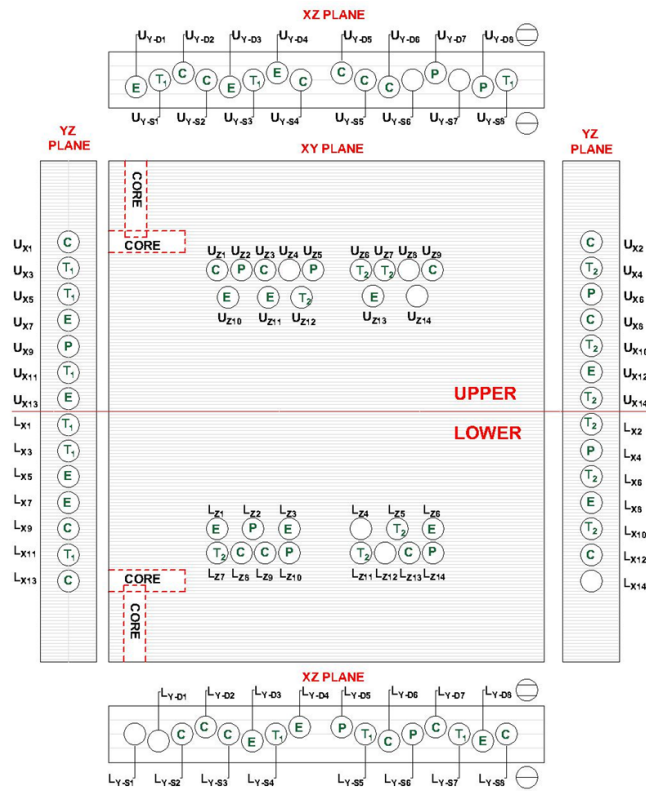 XZ PLANE
UY-D1 UY-D2 UY-D3 UY-D4 UY-D5 UY-D6 UY-D7 UY-D8
E T1 C C E T1 E C C C C P P T1
UY-S1 UY-S2 UY-S3 UY-S4 UY-S5 UY-S6 UY-S7 UY-S8
YZ PLANE
XY PLANE
YZ PLANE
CORE
CORE
UX1 C
UX3 T1
UX5 T1
UX7 E
UX9 P
UX11 T1
UX13 E
LX1 T1
LX3 T1
LX5 E
LX7 E
LX9 C
LX11 T1
LX13 C
UZ1 UZ2 UZ3 UZ4 UZ5 UZ6 UZ7 UZ8 UZ9
C P C P T2 T2 C
E E T2 E
UZ10 UZ11 UZ12 UZ13 UZ14
UPPER
LOWER
LZ1 LZ2 LZ3 LZ4 LZ5 LZ6
E P E T2 E
T2 C C P T2 C P
LZ7 LZ8 LZ9 LZ10 LZ11 LZ12 LZ13 LZ14
CORE
CORE
C UX2
T2 UX4
P UX6
C UX8
T2 UX10
E UX12
T2 UX14
T2 LX2
P LX4
T2 LX6
E LX8
T2 LX10
C LX12
LX14
XZ PLANE
LY-D1 LY-D2 LY-D3 LY-D4 LY-D5 LY-D6 LY-D7 LY-D8
C C C E T1 E P T1 C P C T1 E C
LY-S1 LY-S2 LY-S3 LY-S4 LY-S5 LY-S6 LY-S7 LY-S8